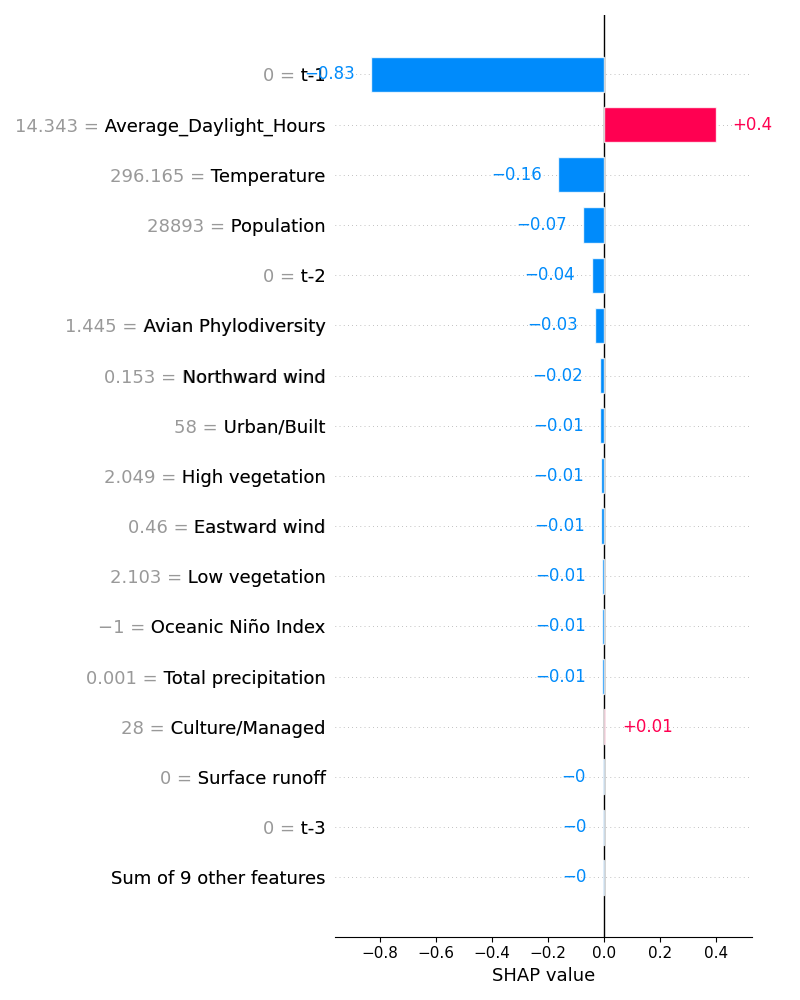 0 = t-1 −0.83
14.343 = Average_Daylight_Hours +0.4
296.165 = Temperature −0.16
28893 = Population −0.07
0 = t-2 −0.04
1.445 = Avian Phylodiversity −0.03
0.153 = Northward wind −0.02
58 = Urban/Built −0.01
2.049 = High vegetation −0.01
0.46 = Eastward wind −0.01
2.103 = Low vegetation −0.01
−1 = Oceanic Niño Index −0.01
0.001 = Total precipitation −0.01
28 = Culture/Managed +0.01
0 = Surface runoff −0
0 = t-3 −0
Sum of 9 other features −0
−0.8 −0.6 −0.4 −0.2 0.0 0.2 0.4
SHAP value